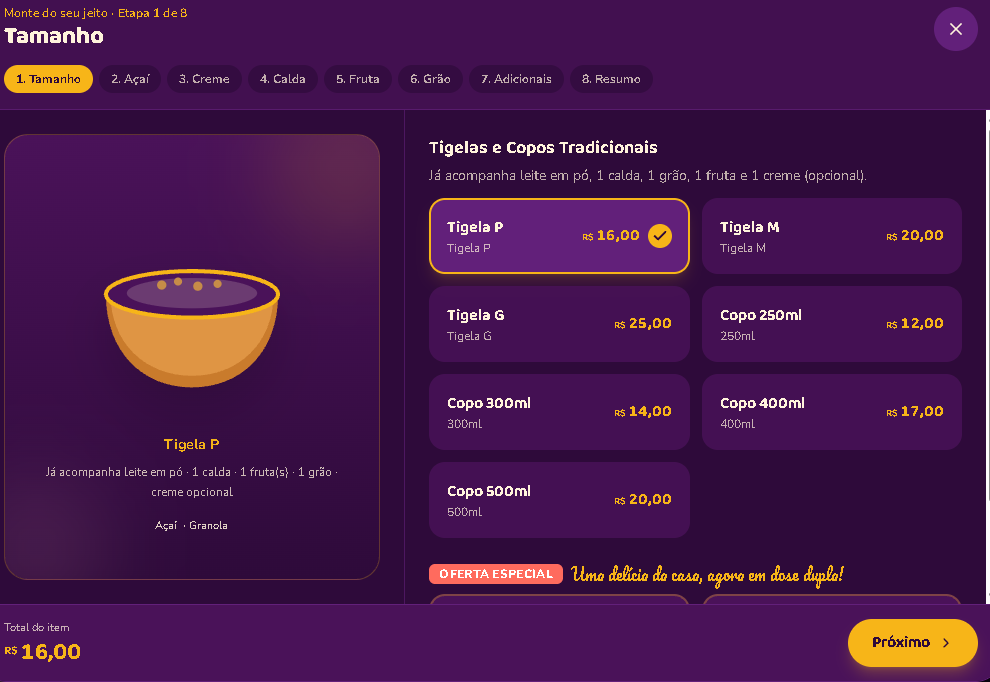 Monte do seu jeito · Etapa 1 de 8
Tamanho
1. Tamanho
2. Açaí
3. Creme
4. Calda
5. Fruta
6. Grão
7. Adicionais
8. Resumo
Tigela P
Já acompanha leite em pó · 1 calda · 1 fruta(s) · 1 grão ·
creme opcional
Açaí · Granola
Tigelas e Copos Tradicionais
Já acompanha leite em pó, 1 calda, 1 grão, 1 fruta e 1 creme (opcional).
Tigela P
Tigela P
R$ 16,00
Tigela M
Tigela M
R$ 20,00
Tigela G
Tigela G
R$ 25,00
Copo 250ml
250ml
R$ 12,00
Copo 300ml
300ml
R$ 14,00
Copo 400ml
400ml
R$ 17,00
Copo 500ml
500ml
R$ 20,00
OFERTA ESPECIAL
Uma delícia da casa, agora em dose dupla!
Total do item
R$ 16,00
Próximo